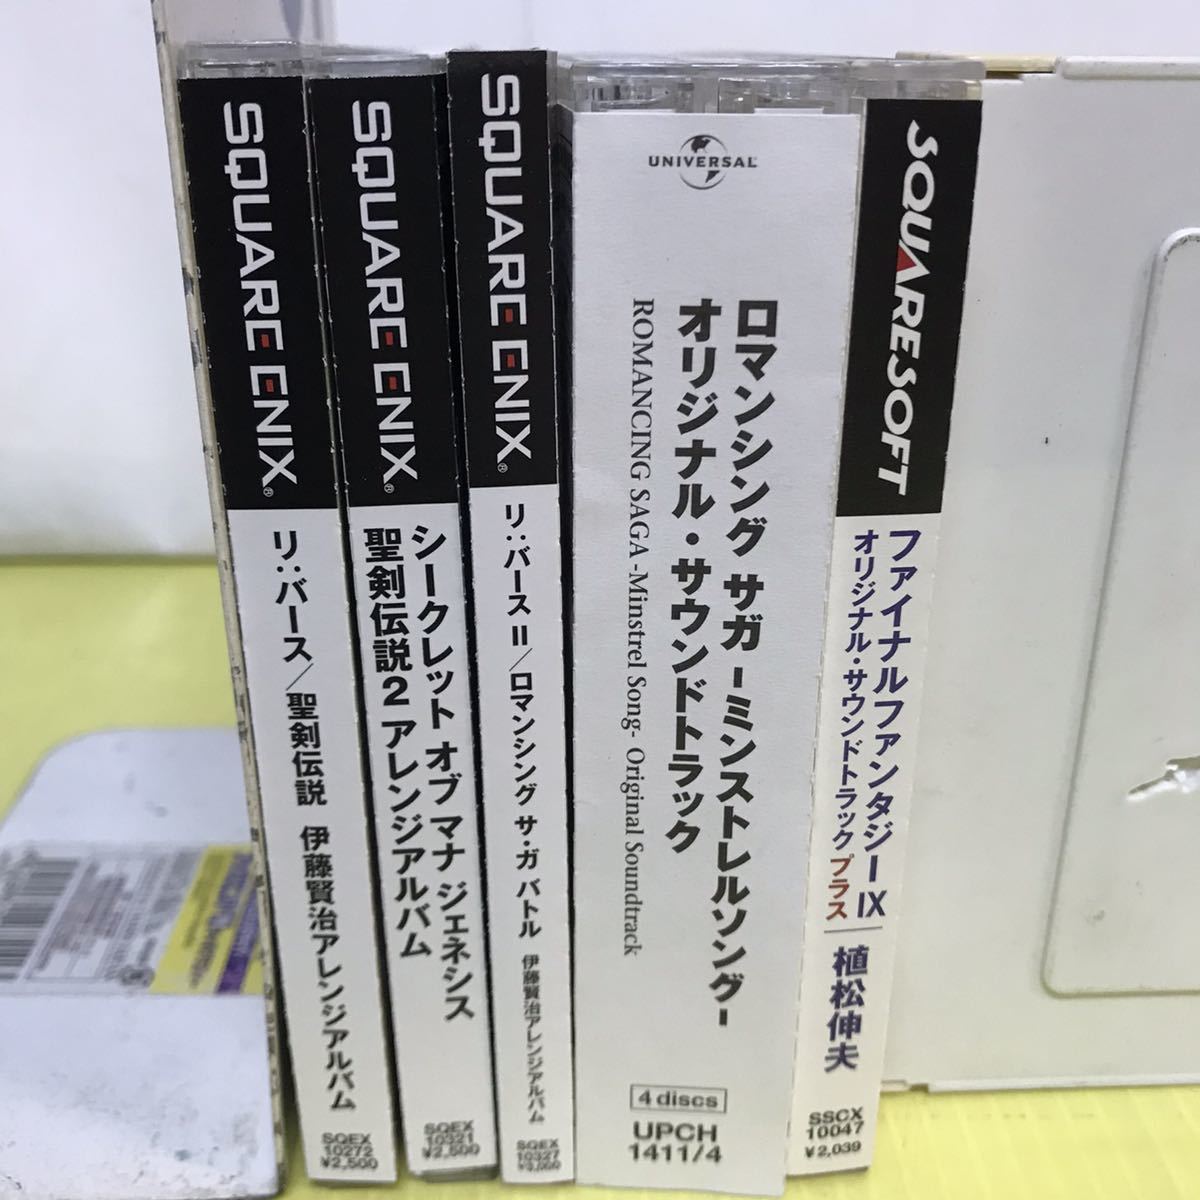 SQUARE ENIX®
リ:バース/聖剣伝説 伊藤賢治アレンジアルバム
SQEX
10272
¥2,500
SQUARE ENIX®
シークレット オブ マナ ジェネシス
聖剣伝説2 アレンジアルバム
SQEX
10321
¥2,500
SQUARE ENIX®
リ:バースⅡ/ロマンシング サ・ガ バトル 伊藤賢治アレンジアルバム
SQEX
10327
¥3,000
UNIVERSAL
ロマンシング サガ -ミンストレルソング-
オリジナル・サウンドトラック
ROMANCING SAGA -Minstrel Song- Original Soundtrack
4 discs
UPCH
1411/4
SQUARESOFT
ファイナルファンタジーIX
オリジナル・サウンドトラック プラス
植松伸夫
SSCX
10047
¥2,039